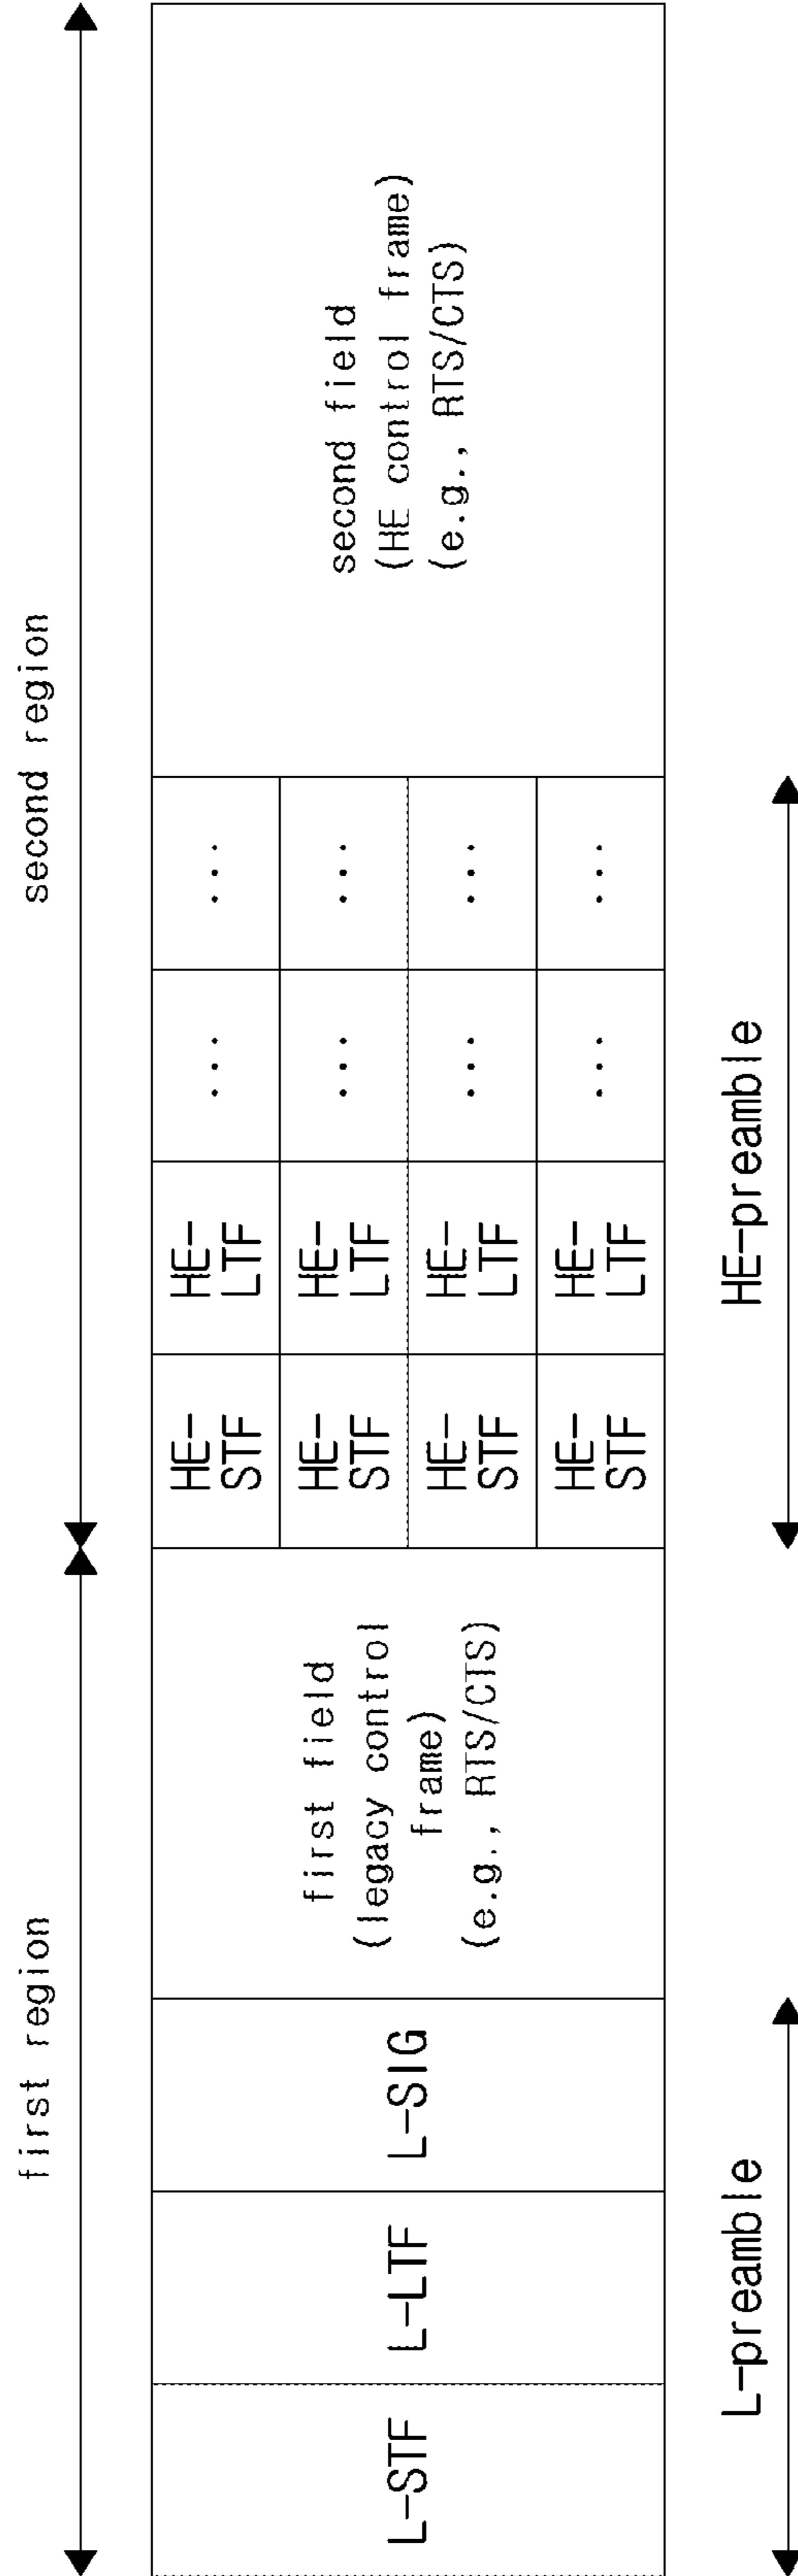 first region
second region
L-STF
L-LTF
L-SIG
first field
(legacy control
frame)
(e.g., RTS/CTS)
HE-
STF
HE-
LTF
...
...
HE-
STF
HE-
LTF
...
...
HE-
STF
HE-
LTF
...
...
HE-
STF
HE-
LTF
...
...
second field
(HE control frame)
(e.g., RTS/CTS)
L-preamble
HE-preamble